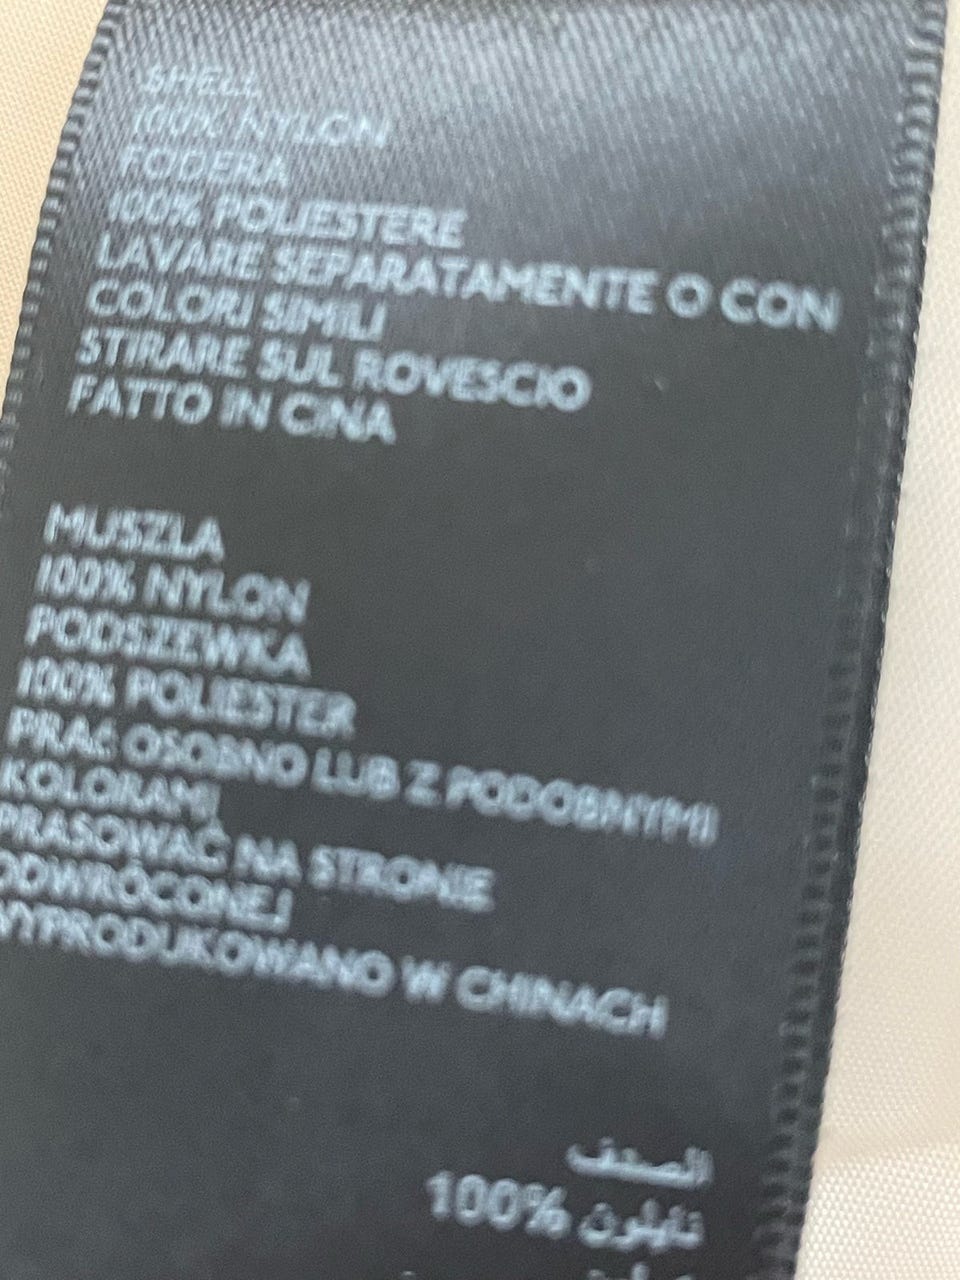 SHELL
100% NYLON
FODERA
100% POLIESTERE
LAVARE SEPARATAMENTE O CON
COLORI SIMILI
STIRARE SUL ROVESCIO
FATTO IN CINA
MUSZLA
100% NYLON
PODSZEWKA
100% POLIESTER
PRAĆ OSOBNO LUB Z PODOBNYMI
KOLORAMI
PRASOWAĆ NA STRONIE
ODWRÓCONEJ
WYPRODUKOWANO W CHINACH
الصدف
نايلون %100